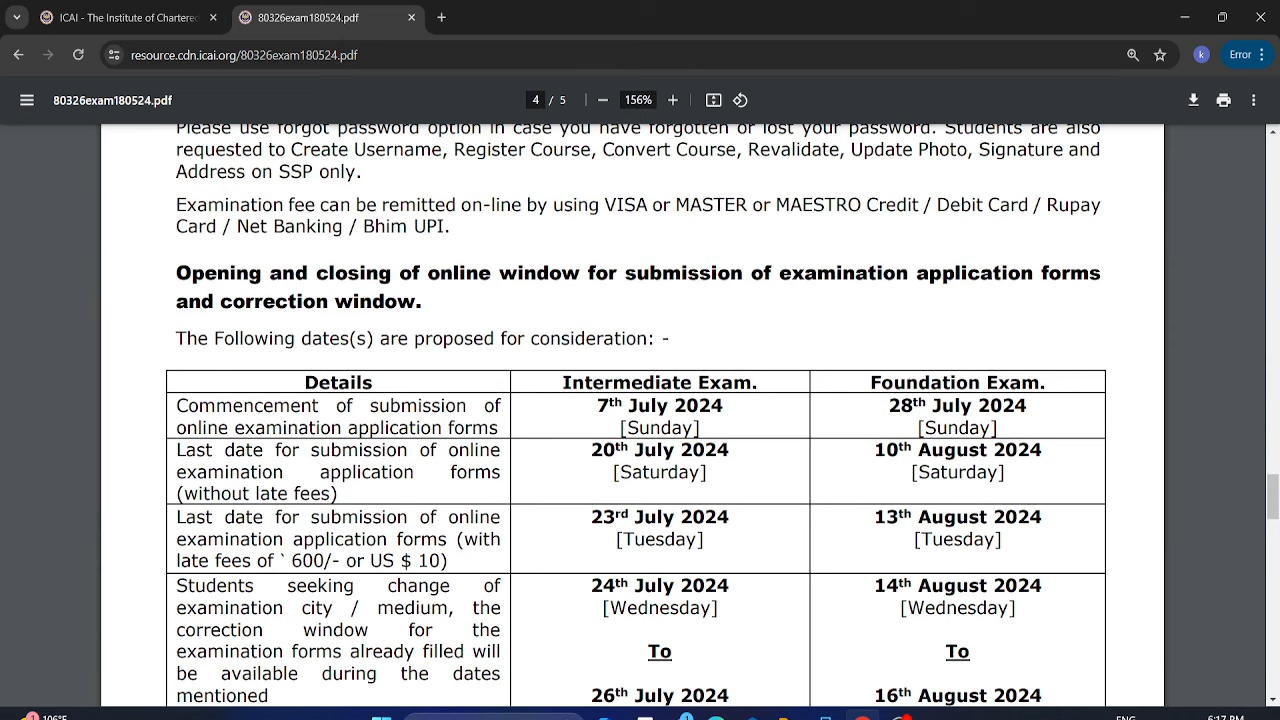 ICAI - The Institute of Chartered
80326exam180524.pdf
resource.cdn.icai.org/80326exam180524.pdf
k
Error
80326exam180524.pdf
4 / 5
156%
Please use forgot password option in case you have forgotten or lost your password. Students are also
requested to Create Username, Register Course, Convert Course, Revalidate, Update Photo, Signature and
Address on SSP only.
Examination fee can be remitted on-line by using VISA or MASTER or MAESTRO Credit / Debit Card / Rupay
Card / Net Banking / Bhim UPI.
Opening and closing of online window for submission of examination application forms
and correction window.
The Following dates(s) are proposed for consideration: -
Details Intermediate Exam. Foundation Exam.
Commencement of submission of 7th July 2024 28th July 2024
online examination application forms [Sunday] [Sunday]
Last date for submission of online 20th July 2024 10th August 2024
examination application forms [Saturday] [Saturday]
(without late fees)
Last date for submission of online 23rd July 2024 13th August 2024
examination application forms (with [Tuesday] [Tuesday]
late fees of ` 600/- or US $ 10)
Students seeking change of 24th July 2024 14th August 2024
examination city / medium, the [Wednesday] [Wednesday]
correction window for the
examination forms already filled will To To
be available during the dates
mentioned 26th July 2024 16th August 2024
106°F
ENG
6:17 PM